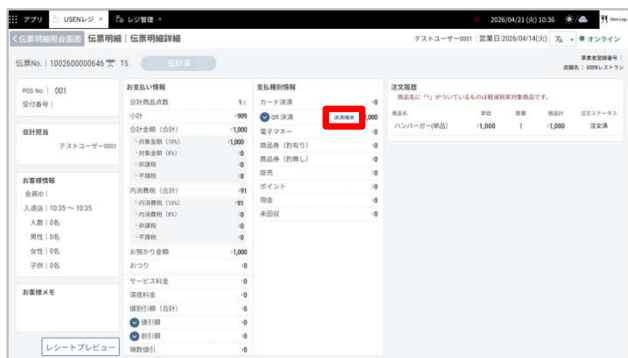 アプリ USENレジ × レジ管理 × 2026/04/21(火) 10:36
伝票明細照会画面 伝票明細 | 伝票明細詳細 テストユーザー0001 営業日:2026/04/14(火) オンライン
伝票No. | 1002600000646 T5 会計済 事業者登録番号 |
店舗名 | USENレストラン
POS No. | 001
受付番号 |
会計担当
テストユーザー0001
お客様情報
会員ID |
入退店 | 10:35 ～ 10:35
人数 | 0名
男性 | 0名
女性 | 0名
子供 | 0名
お客様メモ
レシートプレビュー
お支払い情報
合計商品点数 1点
小計 909
合計金額 (合計) 1,000
対象金額 (10%) 1,000
対象金額 (8%) 0
非課税 0
不課税 0
内消費税 (合計) 91
内消費税 (10%) 91
内消費税 (8%) 0
非課税 0
不課税 0
お預かり金額 1,000
おつり 0
サービス料金 0
深夜料金 0
値割引額 (合計) 0
値引額 0
割引額 0
端数値引 0
支払種別情報
カード決済 0
QR 決済 決済端末 ,000
電子マネー 0
商品券 (釣有り) 0
商品券 (釣無し) 0
掛売 0
ポイント 0
現金 0
未回収 0
注文履歴
商品名に「*」がついているものは軽減税率対象商品です。
商品名 単価 数量 商品計 注文ステータス
ハンバーガー(単品) 1,000 1 1,000 注文済